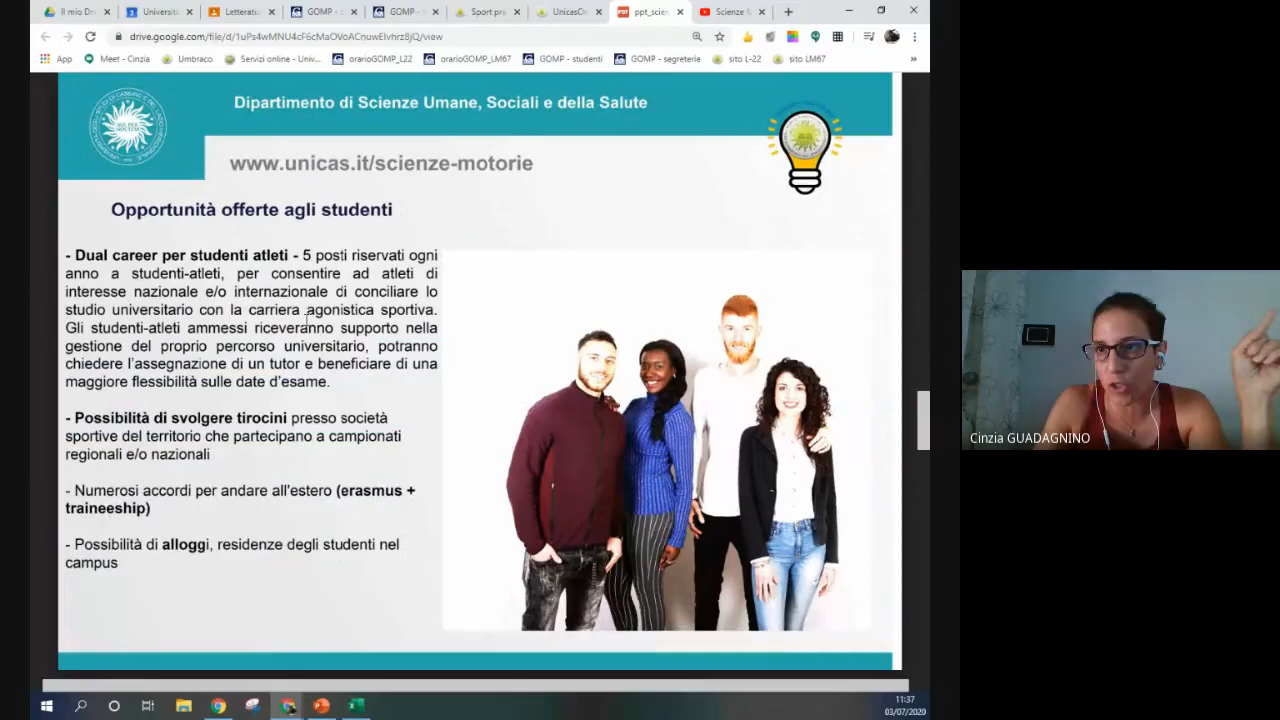 Il mio Dri
Universita
Letteratu
GOMP - s
GOMP -
Sport pra
UnicasOr
ppt_scien
Scienze M
drive.google.com/file/d/1uPs4wMNU4cF6cMaOVoACnuwElvhrz8jQ/view
App
Meet - Cinzia
Umbraco
Servizi online - Univ...
orarioGOMP_L22
orarioGOMP_LM67
GOMP - studenti
GOMP - segreterie
sito L-22
sito LM67
»
Dipartimento di Scienze Umane, Sociali e della Salute
www.unicas.it/scienze-motorie
Opportunità offerte agli studenti
- Dual career per studenti atleti - 5 posti riservati ogni
anno a studenti-atleti, per consentire ad atleti di
interesse nazionale e/o internazionale di conciliare lo
studio universitario con la carriera agonistica sportiva.
Gli studenti-atleti ammessi riceveranno supporto nella
gestione del proprio percorso universitario, potranno
chiedere l'assegnazione di un tutor e beneficiare di una
maggiore flessibilità sulle date d'esame.
- Possibilità di svolgere tirocini presso società
sportive del territorio che partecipano a campionati
regionali e/o nazionali
- Numerosi accordi per andare all'estero (erasmus +
traineeship)
- Possibilità di alloggi, residenze degli studenti nel
campus
Cinzia GUADAGNINO
11:37
03/07/2020